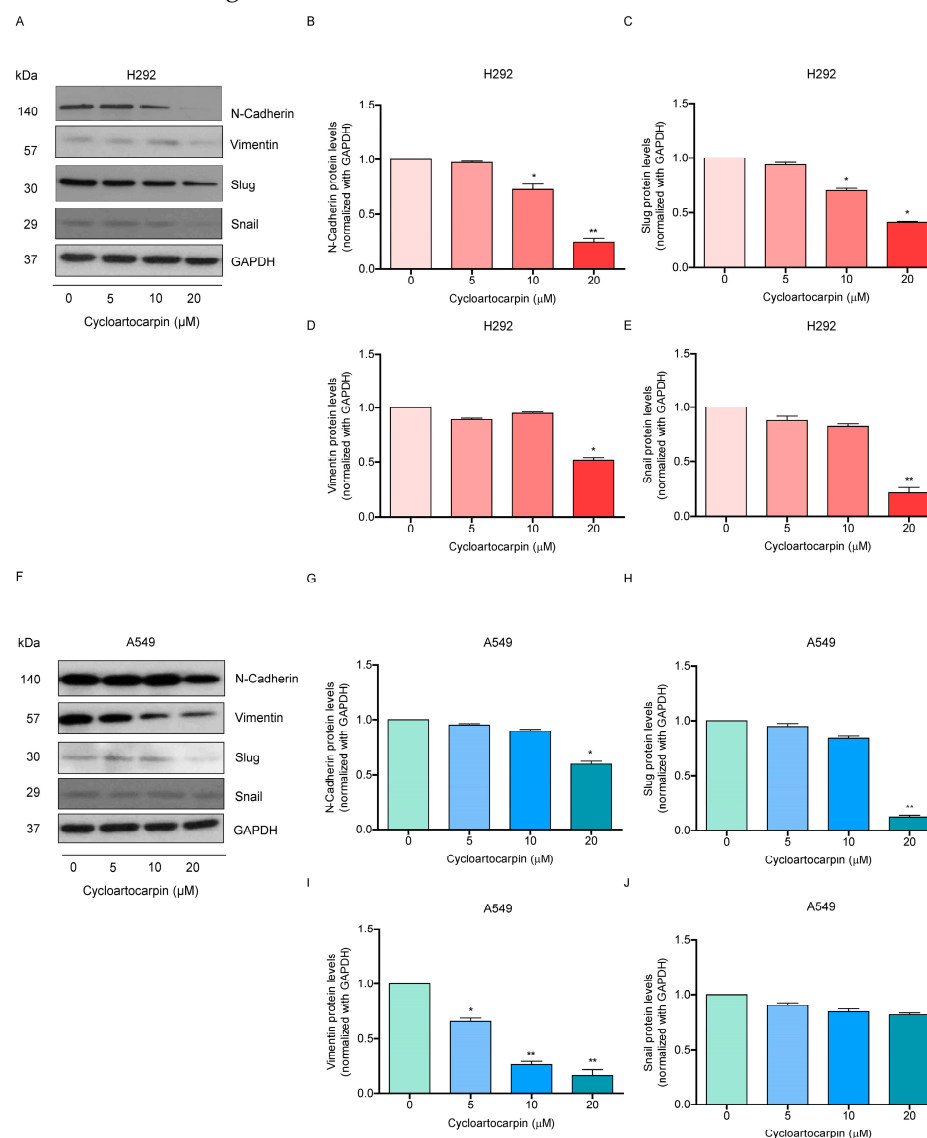 A
B
C
kDa
H292
140
N-Cadherin
57
Vimentin
30
Slug
29
Snail
37
GAPDH
0 5 10 20
Cycloartocarpin (µM)
H292
N-Cadherin protein levels
(normalized with GAPDH)
1.5
1.0
0.5
0.0
*
**
0 5 10 20
Cycloartocarpin (µM)
H292
Slug protein levels
(normalized with GAPDH)
1.5
1.0
0.5
0.0
*
*
0 5 10 20
Cycloartocarpin (µM)
D
E
H292
Vimentin protein levels
(normalized with GAPDH)
1.5
1.0
0.5
0.0
*
0 5 10 20
Cycloartocarpin (µM)
H292
Snail protein levels
(normalized with GAPDH)
1.5
1.0
0.5
0.0
**
0 5 10 20
Cycloartocarpin (µM)
F
G
H
kDa
A549
140
N-Cadherin
57
Vimentin
30
Slug
29
Snail
37
GAPDH
0 5 10 20
Cycloartocarpin (µM)
A549
N-Cadherin protein levels
(normalized with GAPDH)
1.5
1.0
0.5
0.0
*
0 5 10 20
Cycloartocarpin (µM)
A549
Slug protein levels
(normalized with GAPDH)
1.5
1.0
0.5
0.0
**
0 5 10 20
Cycloartocarpin (µM)
I
J
A549
Vimentin protein levels
(normalized with GAPDH)
1.5
1.0
0.5
0.0
*
**
**
0 5 10 20
Cycloartocarpin (µM)
A549
Snail protein levels
(normalized with GAPDH)
1.5
1.0
0.5
0.0
0 5 10 20
Cycloartocarpin (µM)